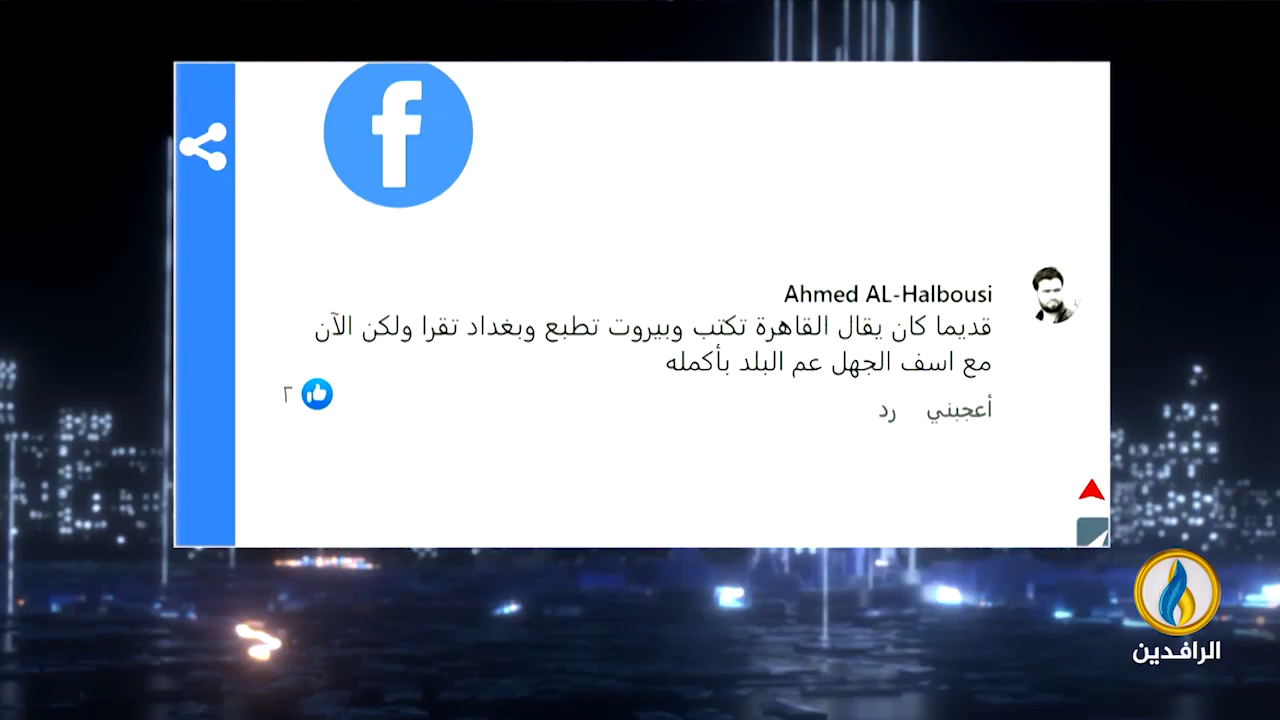 f
Ahmed AL-Halbousi
قديما كان يقال القاهرة تكتب وبيروت تطبع وبغداد تقرا ولكن الآن
مع اسف الجهل عم البلد بأكمله
٢
أعجبني رد
الرافدين